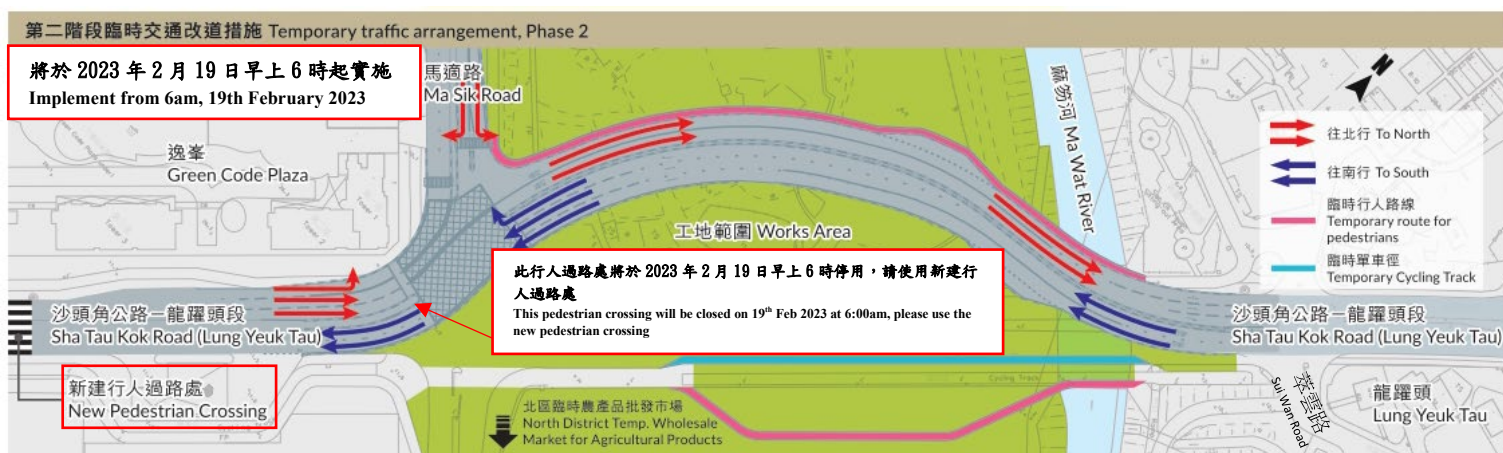 第二階段臨時交通改道措施 Temporary traffic arrangement, Phase 2
將於 2023 年 2 月 19 日早上 6 時起實施
Implement from 6am, 19th February 2023
馬適路
Ma Sik Road
麻笏河 Ma Wat River
N
往北行 To North
往南行 To South
臨時行人路線
Temporary route for
pedestrians
臨時單車徑
Temporary Cycling Track
逸峯
Green Code Plaza
Tower 3
Tower 2
Tower 1
工地範圍 Works Area
此行人過路處將於 2023 年 2 月 19 日早上 6 時停用，請使用新建行
人過路處
This pedestrian crossing will be closed on 19th Feb 2023 at 6:00am, please use the
new pedestrian crossing
沙頭角公路－龍躍頭段
Sha Tau Kok Road (Lung Yeuk Tau)
沙頭角公路－龍躍頭段
Sha Tau Kok Road (Lung Yeuk Tau)
新建行人過路處
New Pedestrian Crossing
Cycling Track
北區臨時農產品批發市場
North District Temp. Wholesale
Market for Agricultural Products
萃雲路
Sui Wan Road
龍躍頭
Lung Yeuk Tau